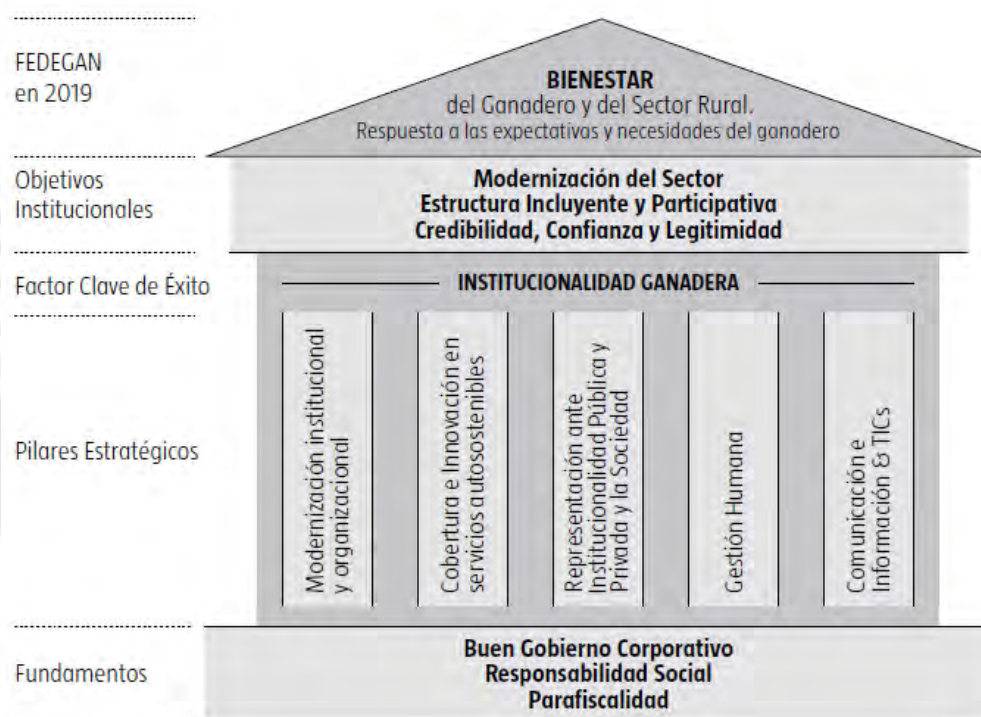 FEDEGAN
en 2019
BIENESTAR
del Ganadero y del Sector Rural.
Respuesta a las expectativas y necesidades del ganadero
Objetivos
Institucionales
Modernización del Sector
Estructura Incluyente y Participativa
Credibilidad, Confianza y Legitimidad
Factor Clave de Éxito
INSTITUCIONALIDAD GANADERA
Pilares Estratégicos
Modernización institucional
y organizacional
Cobertura e Innovación en
servicios autosostenibles
Representación ante
Institucionalidad Pública y
Privada y la Sociedad
Gestión Humana
Comunicación e
Información & TICs
Fundamentos
Buen Gobierno Corporativo
Responsabilidad Social
Parafiscalidad